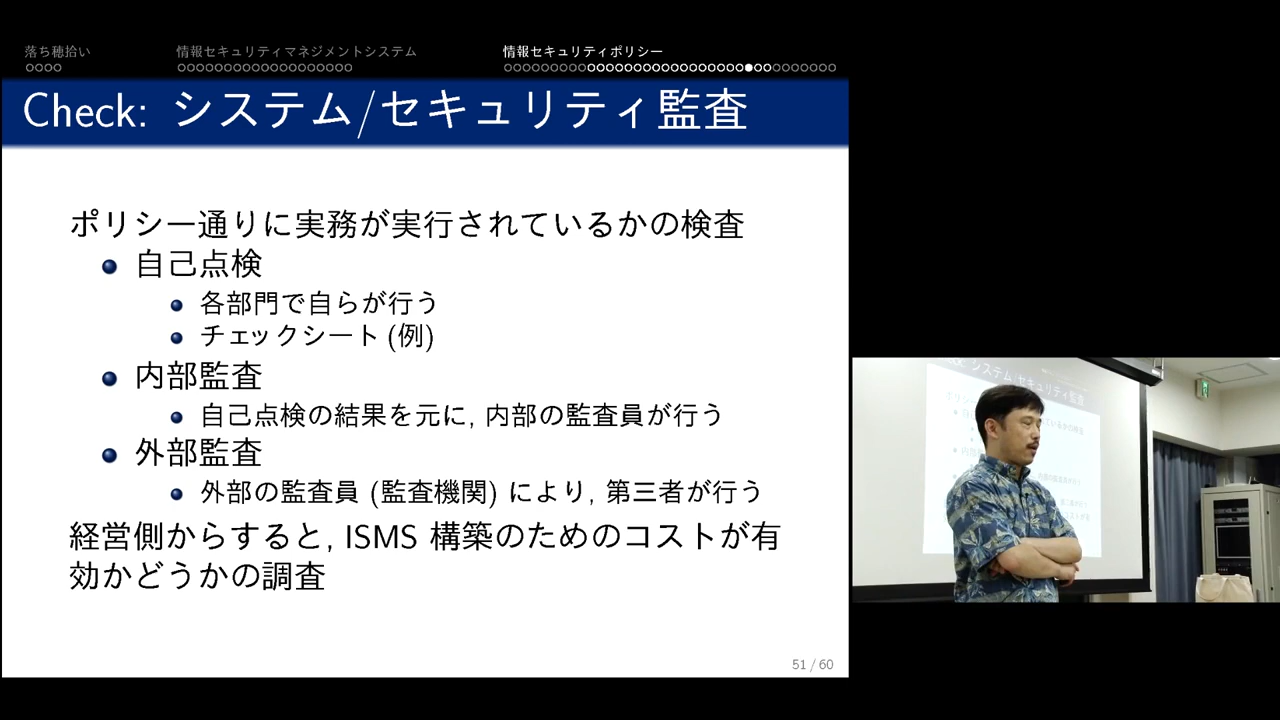 落ち穂拾い 情報セキュリティマネジメントシステム 情報セキュリティポリシー
Check: システム/セキュリティ監査
ポリシー通りに実務が実行されているかの検査
自己点検
各部門で自らが行う
チェックシート (例)
内部監査
自己点検の結果を元に, 内部の監査員が行う
外部監査
外部の監査員 (監査機関) により, 第三者が行う
経営側からすると, ISMS 構築のためのコストが有
効かどうかの調査
51 / 60